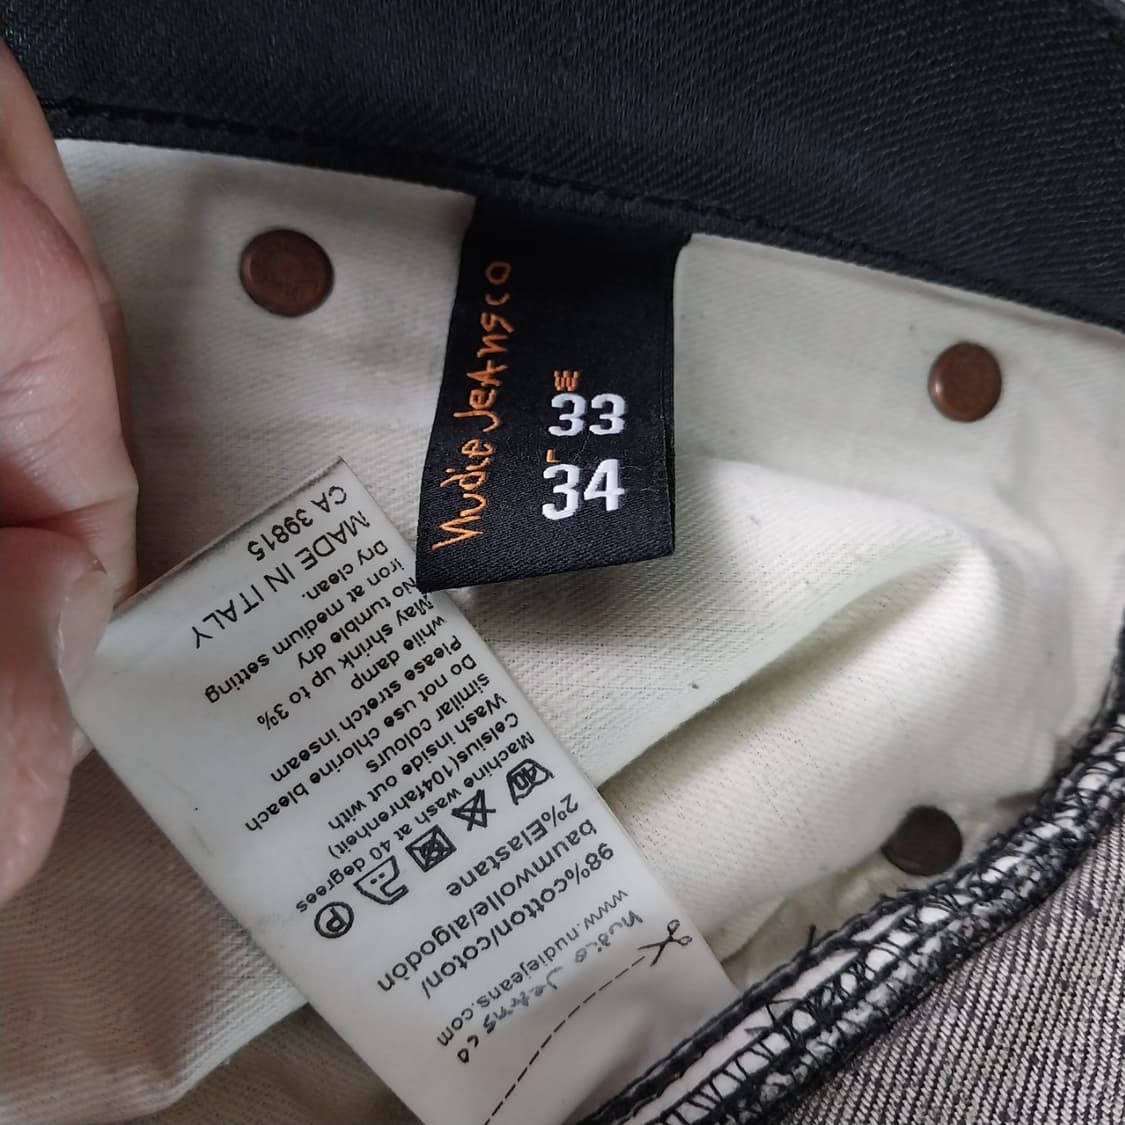 Nudie Jeans co
W
33
L
34
nudie Jeans co
www.nudiejeans.com
98%cotton/coton/
baumwolle/algodòn
2%Elastane
40
P
Machine wash at 40 degrees
Celsius(104fahrenheit)
Wash inside out with
similar colours
Do not use chlorine bleach
Please stretch inseam
while damp
May shrink up to 3%
No tumble dry
iron at medium setting
Dry clean.
MADE IN ITALY
CA 39815